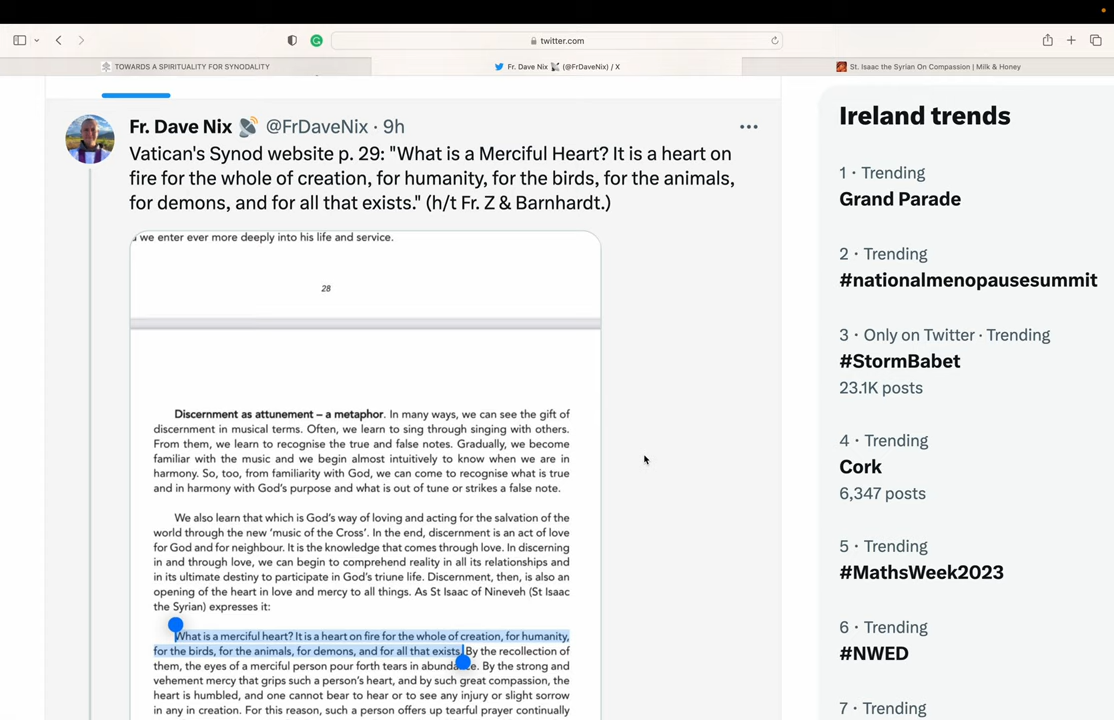 twitter.com
TOWARDS A SPIRITUALITY FOR SYNODALITY
Fr. Dave Nix 📡 (@FrDaveNix) / X
St. Isaac the Syrian On Compassion | Milk & Honey
Fr. Dave Nix 📡 @FrDaveNix · 9h
Vatican's Synod website p. 29: "What is a Merciful Heart? It is a heart on
fire for the whole of creation, for humanity, for the birds, for the animals,
for demons, and for all that exists." (h/t Fr. Z & Barnhardt.)
we enter ever more deeply into his life and service.
28
Discernment as attunement – a metaphor. In many ways, we can see the gift of
discernment in musical terms. Often, we learn to sing through singing with others.
From them, we learn to recognise the true and false notes. Gradually, we become
familiar with the music and we begin almost intuitively to know when we are in
harmony. So, too, from familiarity with God, we can come to recognise what is true
and in harmony with God's purpose and what is out of tune or strikes a false note.
We also learn that which is God's way of loving and acting for the salvation of the
world through the new 'music of the Cross'. In the end, discernment is an act of love
for God and for neighbour. It is the knowledge that comes through love. In discerning
in and through love, we can begin to comprehend reality in all its relationships and
in its ultimate destiny to participate in God's triune life. Discernment, then, is also an
opening of the heart in love and mercy to all things. As St Isaac of Nineveh (St Isaac
the Syrian) expresses it:
What is a merciful heart? It is a heart on fire for the whole of creation, for humanity,
for the birds, for the animals, for demons, and for all that exists. By the recollection of
them, the eyes of a merciful person pour forth tears in abundance. By the strong and
vehement mercy that grips such a person's heart, and by such great compassion, the
heart is humbled, and one cannot bear to hear or to see any injury or slight sorrow
in any in creation. For this reason, such a person offers up tearful prayer continually
Ireland trends
1 · Trending
Grand Parade
2 · Trending
#nationalmenopausesummit
3 · Only on Twitter · Trending
#StormBabet
23.1K posts
4 · Trending
Cork
6,347 posts
5 · Trending
#MathsWeek2023
6 · Trending
#NWED
7 · Trending